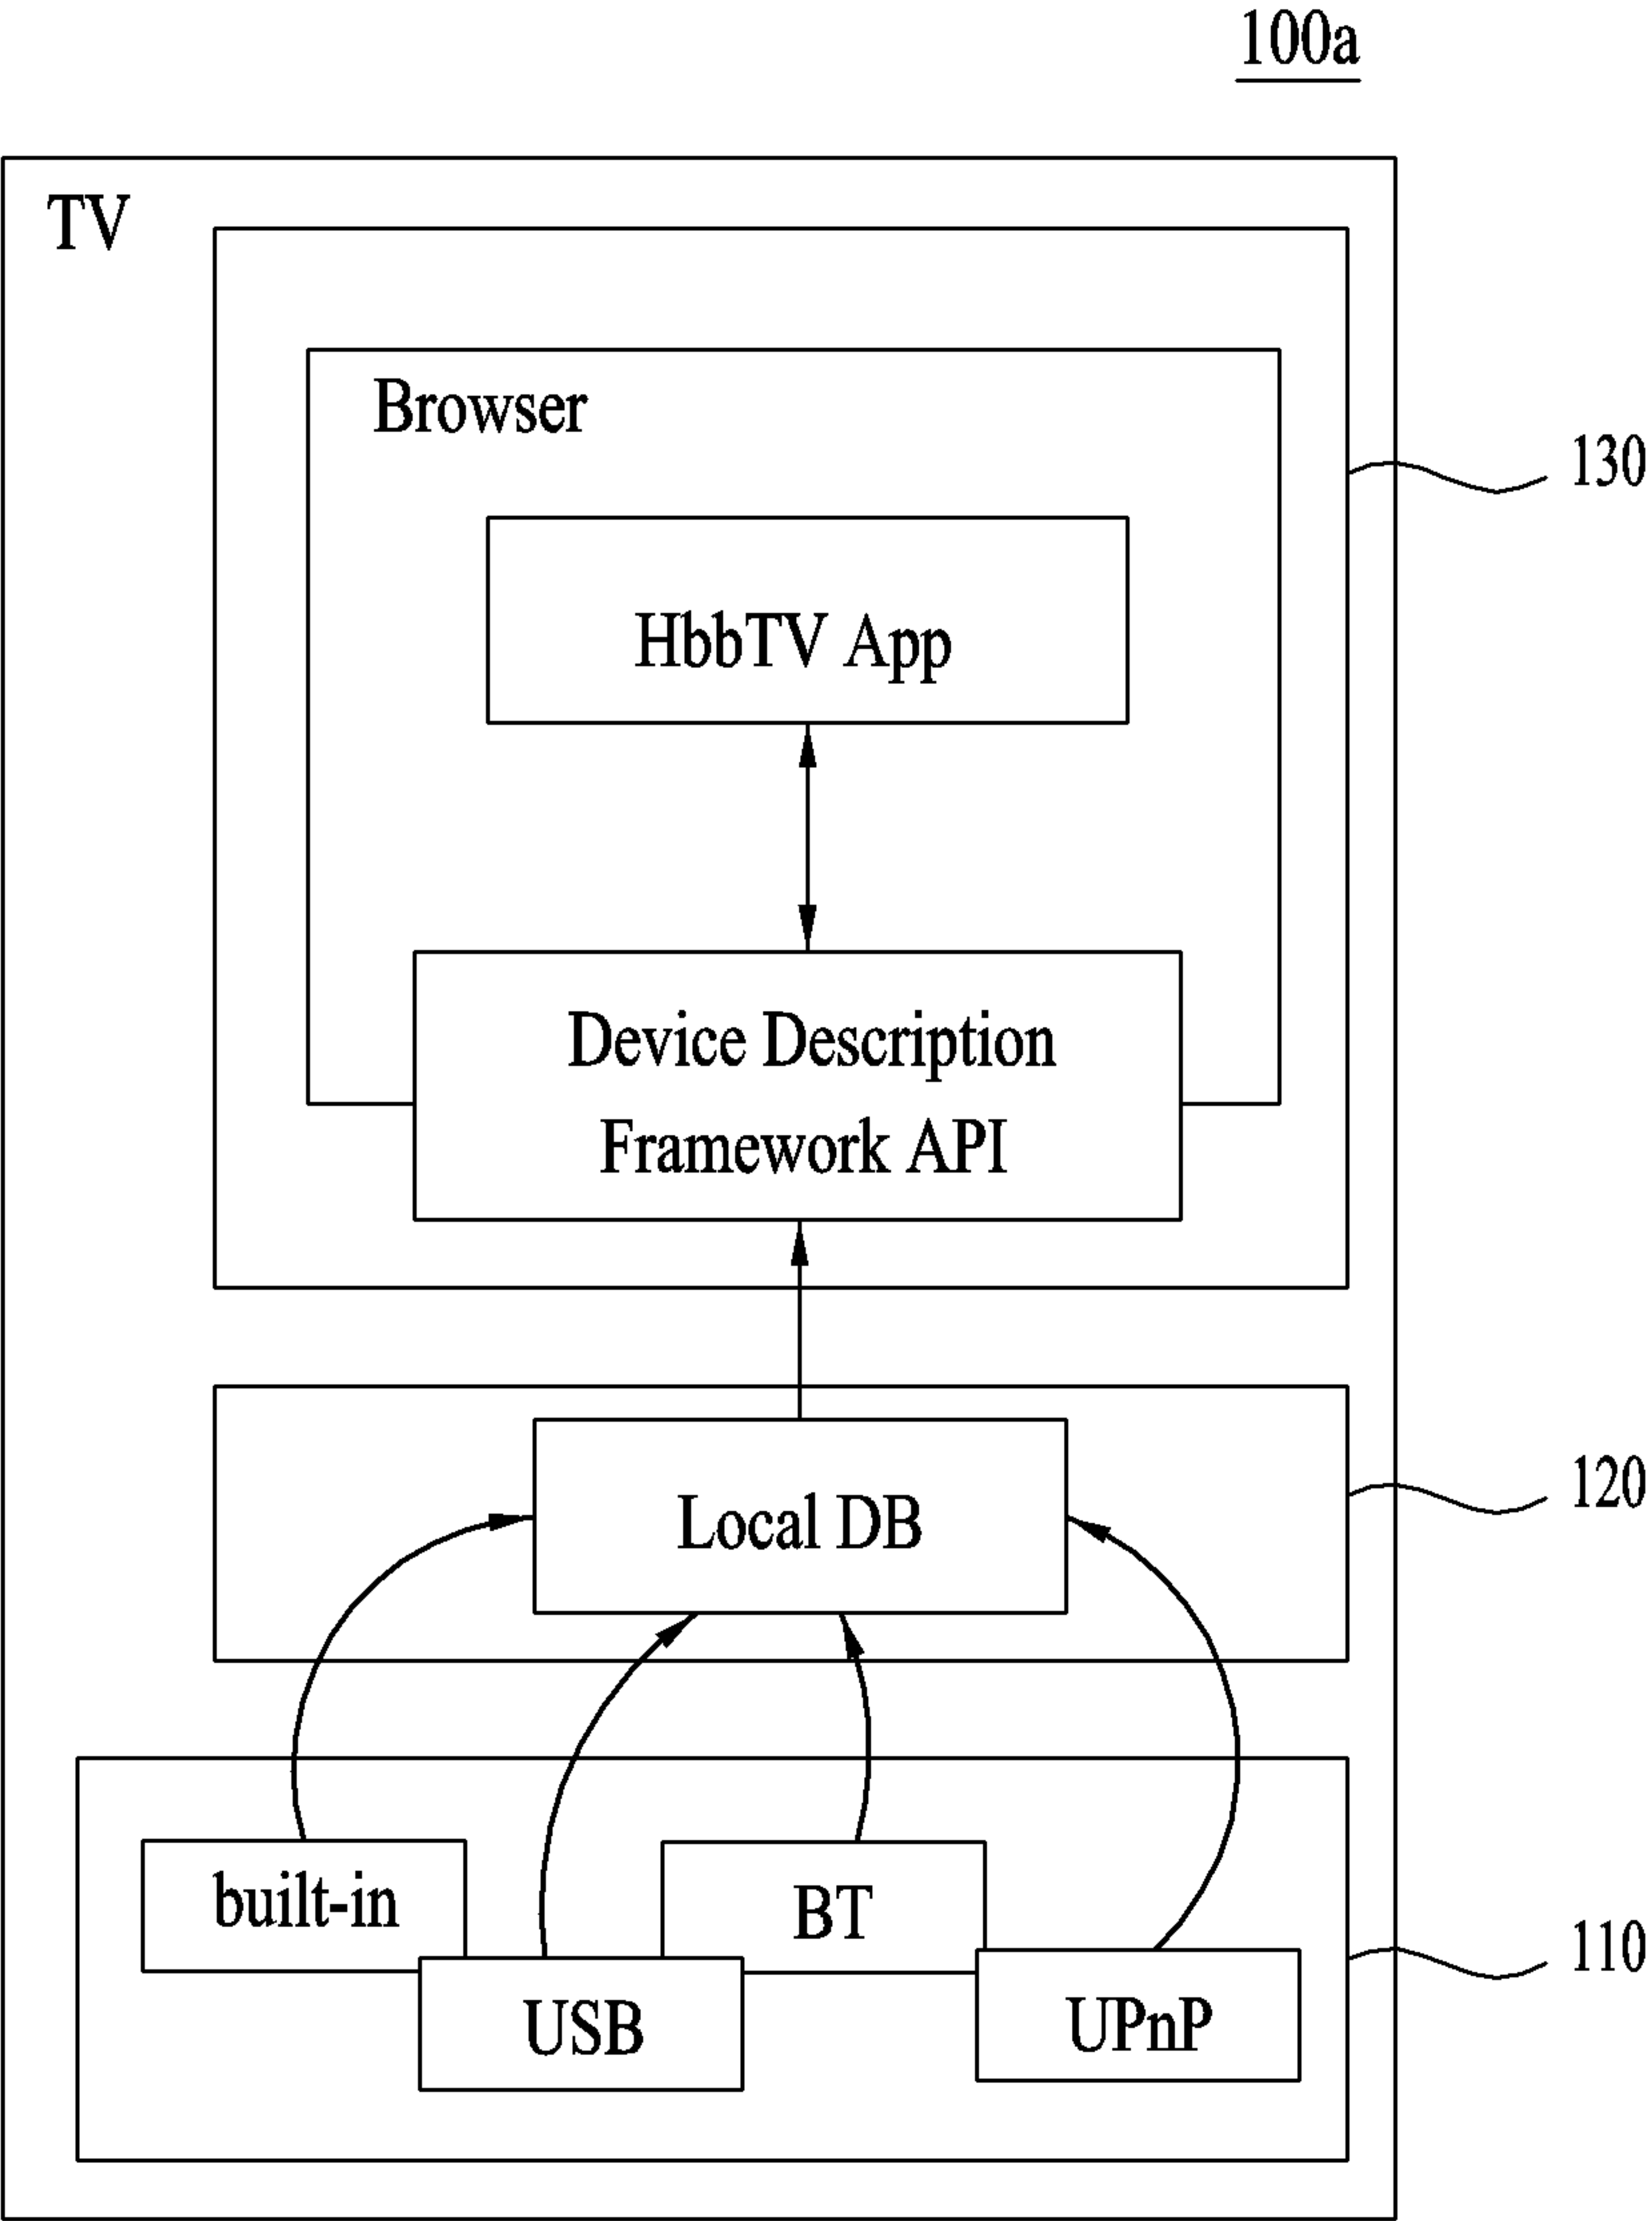 100a
TV
Browser
130
HbbTV App
Device Description
Framework API
Local DB
120
built-in
BT
110
USB
UPnP